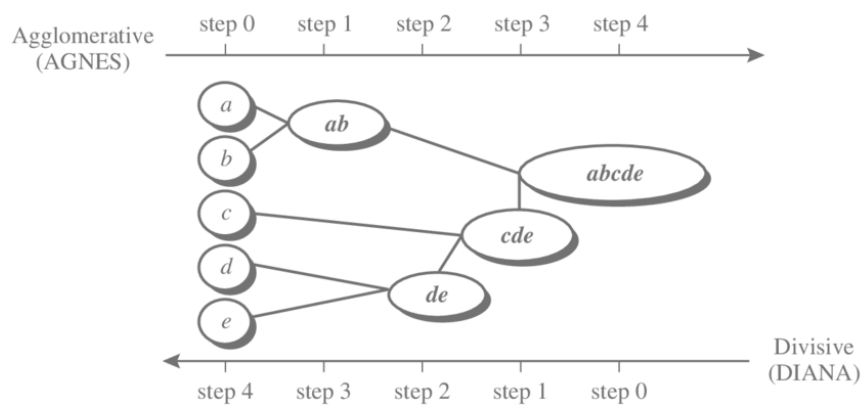 step 0 step 1 step 2 step 3 step 4
Agglomerative
(AGNES)
a
ab
b
abcde
c
cde
d
de
e
Divisive
(DIANA)
step 4 step 3 step 2 step 1 step 0